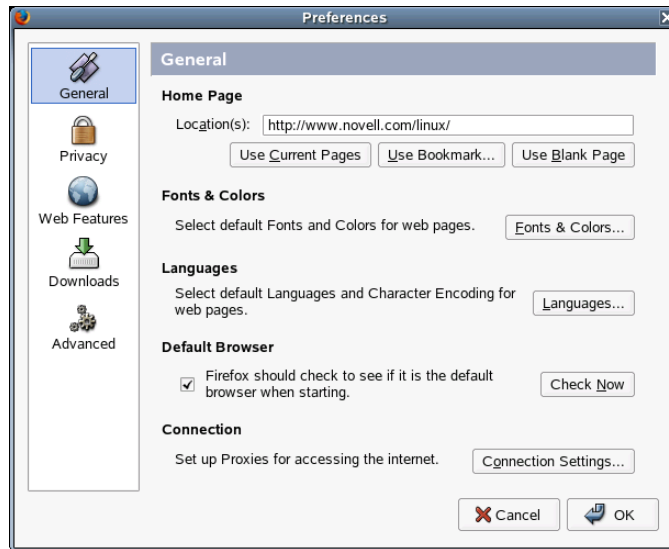 Preferences
General
Privacy
Web Features
Downloads
Advanced
General
Home Page
Location(s): http://www.novell.com/linux/
Use Current Pages Use Bookmark... Use Blank Page
Fonts & Colors
Select default Fonts and Colors for web pages. Fonts & Colors...
Languages
Select default Languages and Character Encoding for
web pages. Languages...
Default Browser
Firefox should check to see if it is the default
browser when starting. Check Now
Connection
Set up Proxies for accessing the internet. Connection Settings...
Cancel OK